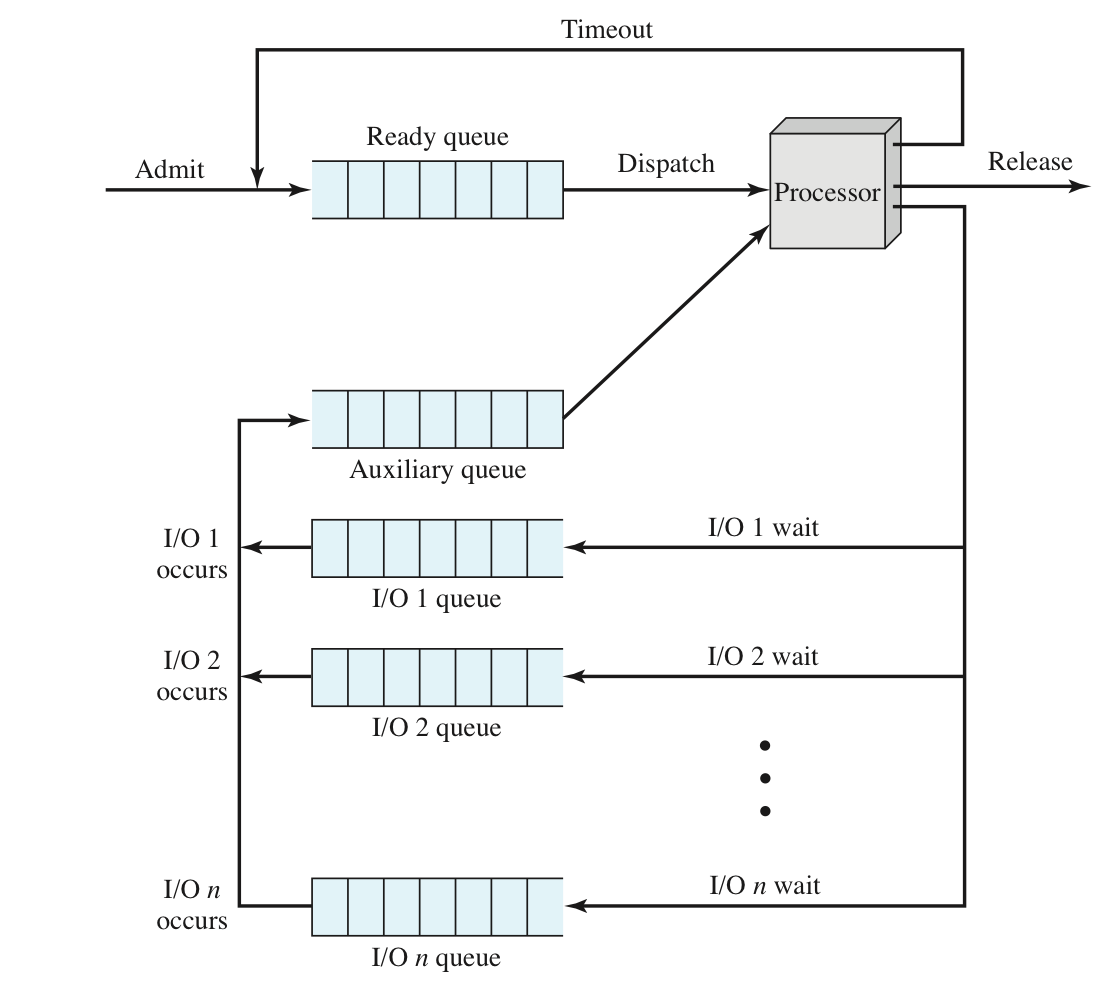 Timeout
Ready queue
Admit
Dispatch
Release
Processor
Auxiliary queue
I/O 1
occurs
I/O 1 wait
I/O 1 queue
I/O 2
occurs
I/O 2 wait
I/O 2 queue
I/O n
occurs
I/O n wait
I/O n queue